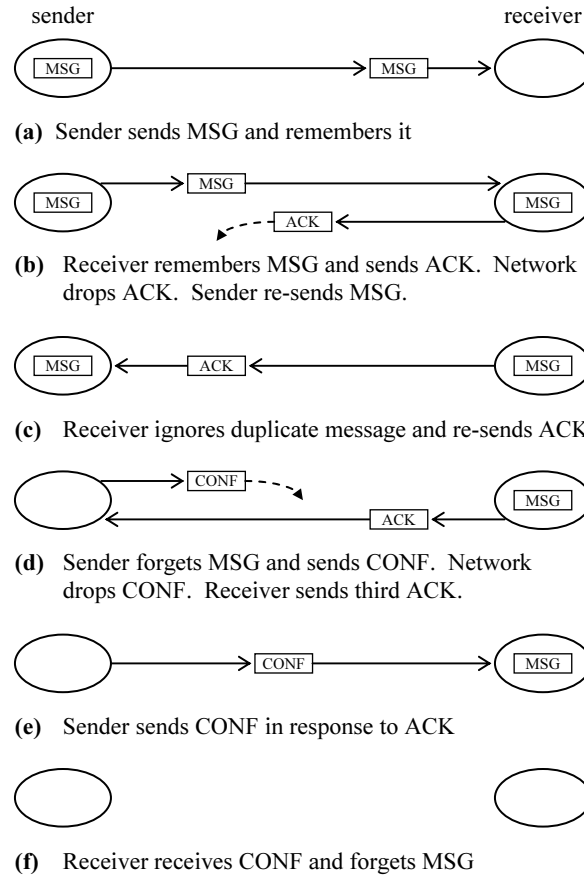 sender receiver
MSG MSG
(a) Sender sends MSG and remembers it
MSG MSG MSG
ACK
(b) Receiver remembers MSG and sends ACK. Network
drops ACK. Sender re-sends MSG.
MSG ACK MSG
(c) Receiver ignores duplicate message and re-sends ACK
CONF MSG
ACK
(d) Sender forgets MSG and sends CONF. Network
drops CONF. Receiver sends third ACK.
CONF MSG
(e) Sender sends CONF in response to ACK
(f) Receiver receives CONF and forgets MSG